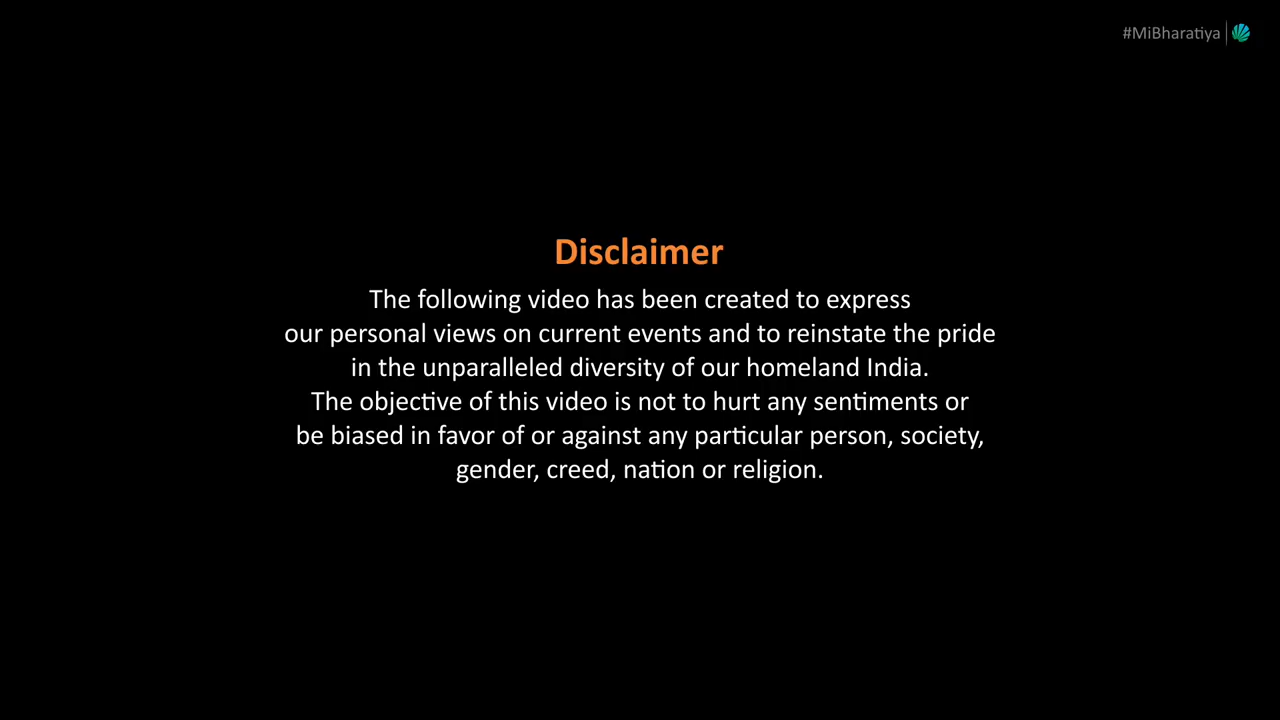 #MiBharatiya
Disclaimer
The following video has been created to express
our personal views on current events and to reinstate the pride
in the unparalleled diversity of our homeland India.
The objective of this video is not to hurt any sentiments or
be biased in favor of or against any particular person, society,
gender, creed, nation or religion.